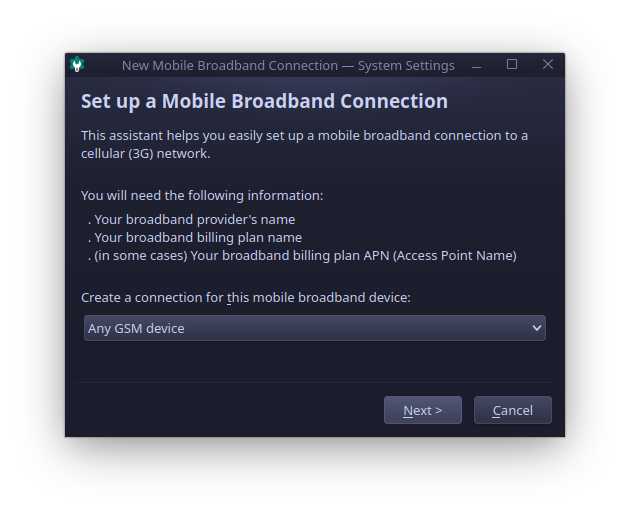 New Mobile Broadband Connection — System Settings
Set up a Mobile Broadband Connection
This assistant helps you easily set up a mobile broadband connection to a
cellular (3G) network.
You will need the following information:
. Your broadband provider's name
. Your broadband billing plan name
. (in some cases) Your broadband billing plan APN (Access Point Name)
Create a connection for this mobile broadband device:
Any GSM device
Next >
Cancel